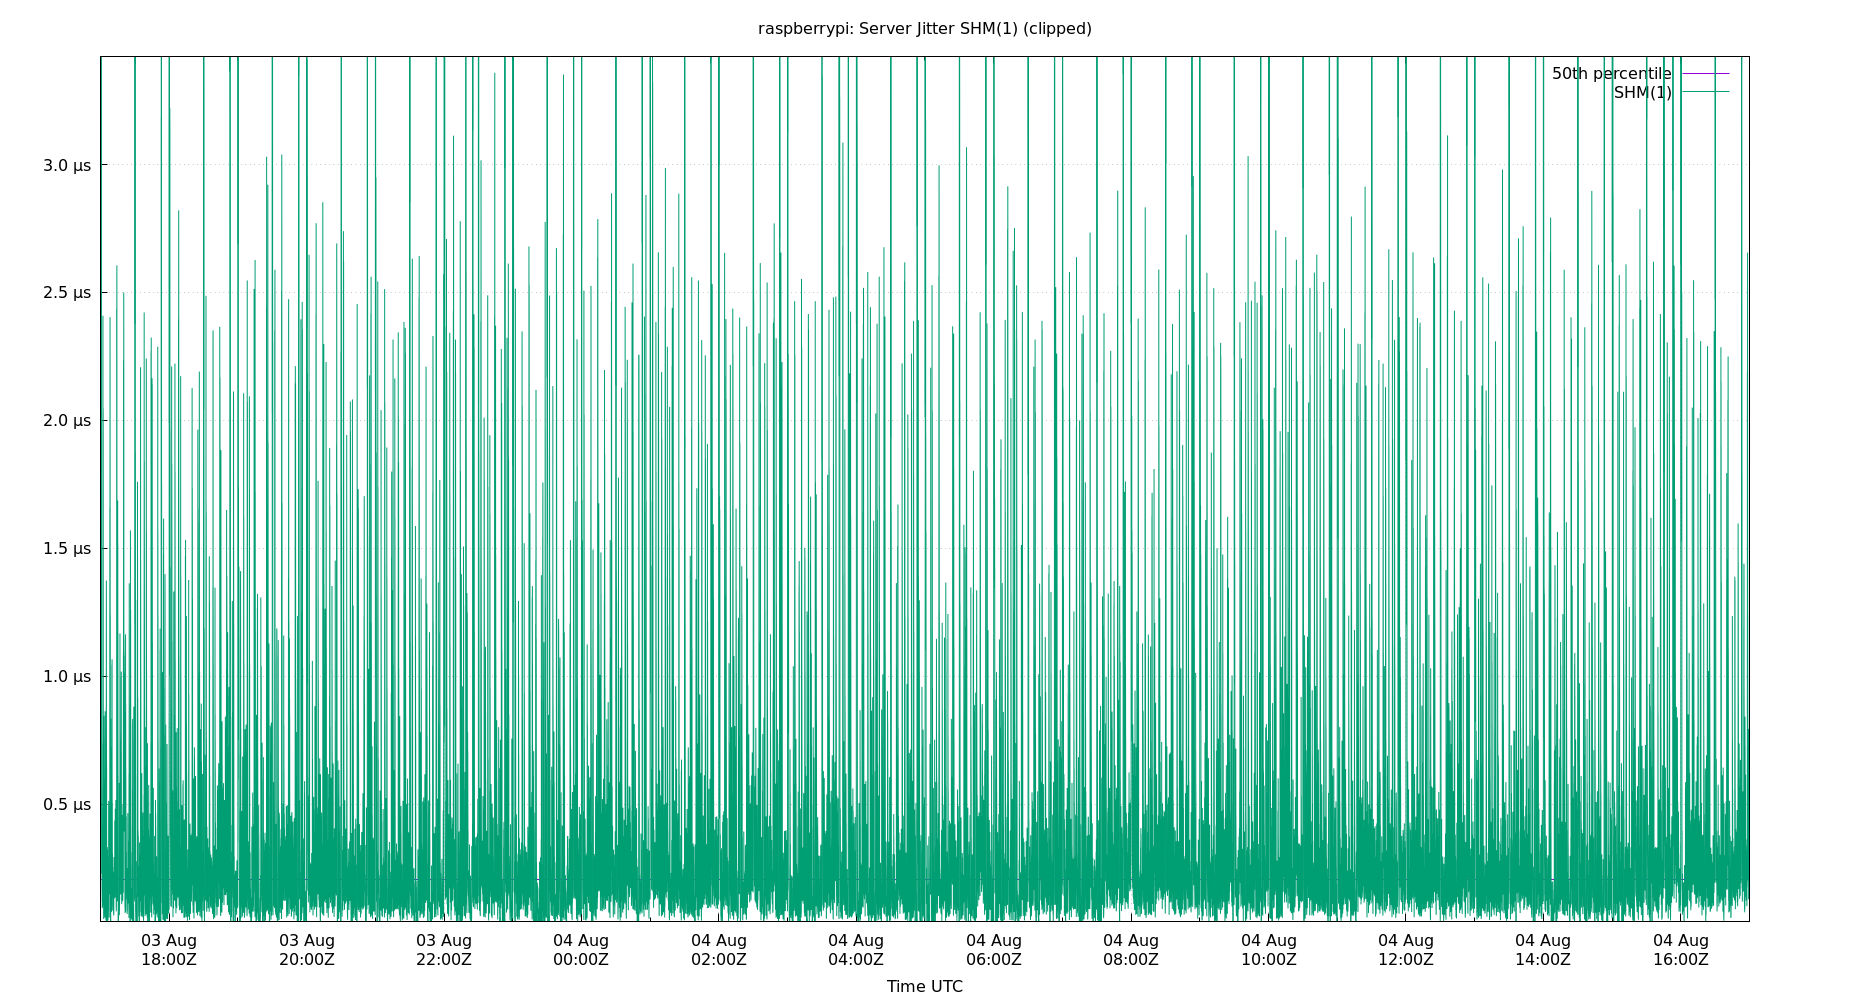 raspberrypi: Server Jitter SHM(1) (clipped)
50th percentile
SHM(1)
3.0 µs
2.5 µs
2.0 µs
1.5 µs
1.0 µs
0.5 µs
03 Aug 03 Aug 03 Aug 04 Aug 04 Aug 04 Aug 04 Aug 04 Aug 04 Aug 04 Aug 04 Aug 04 Aug
18:00Z 20:00Z 22:00Z 00:00Z 02:00Z 04:00Z 06:00Z 08:00Z 10:00Z 12:00Z 14:00Z 16:00Z
Time UTC